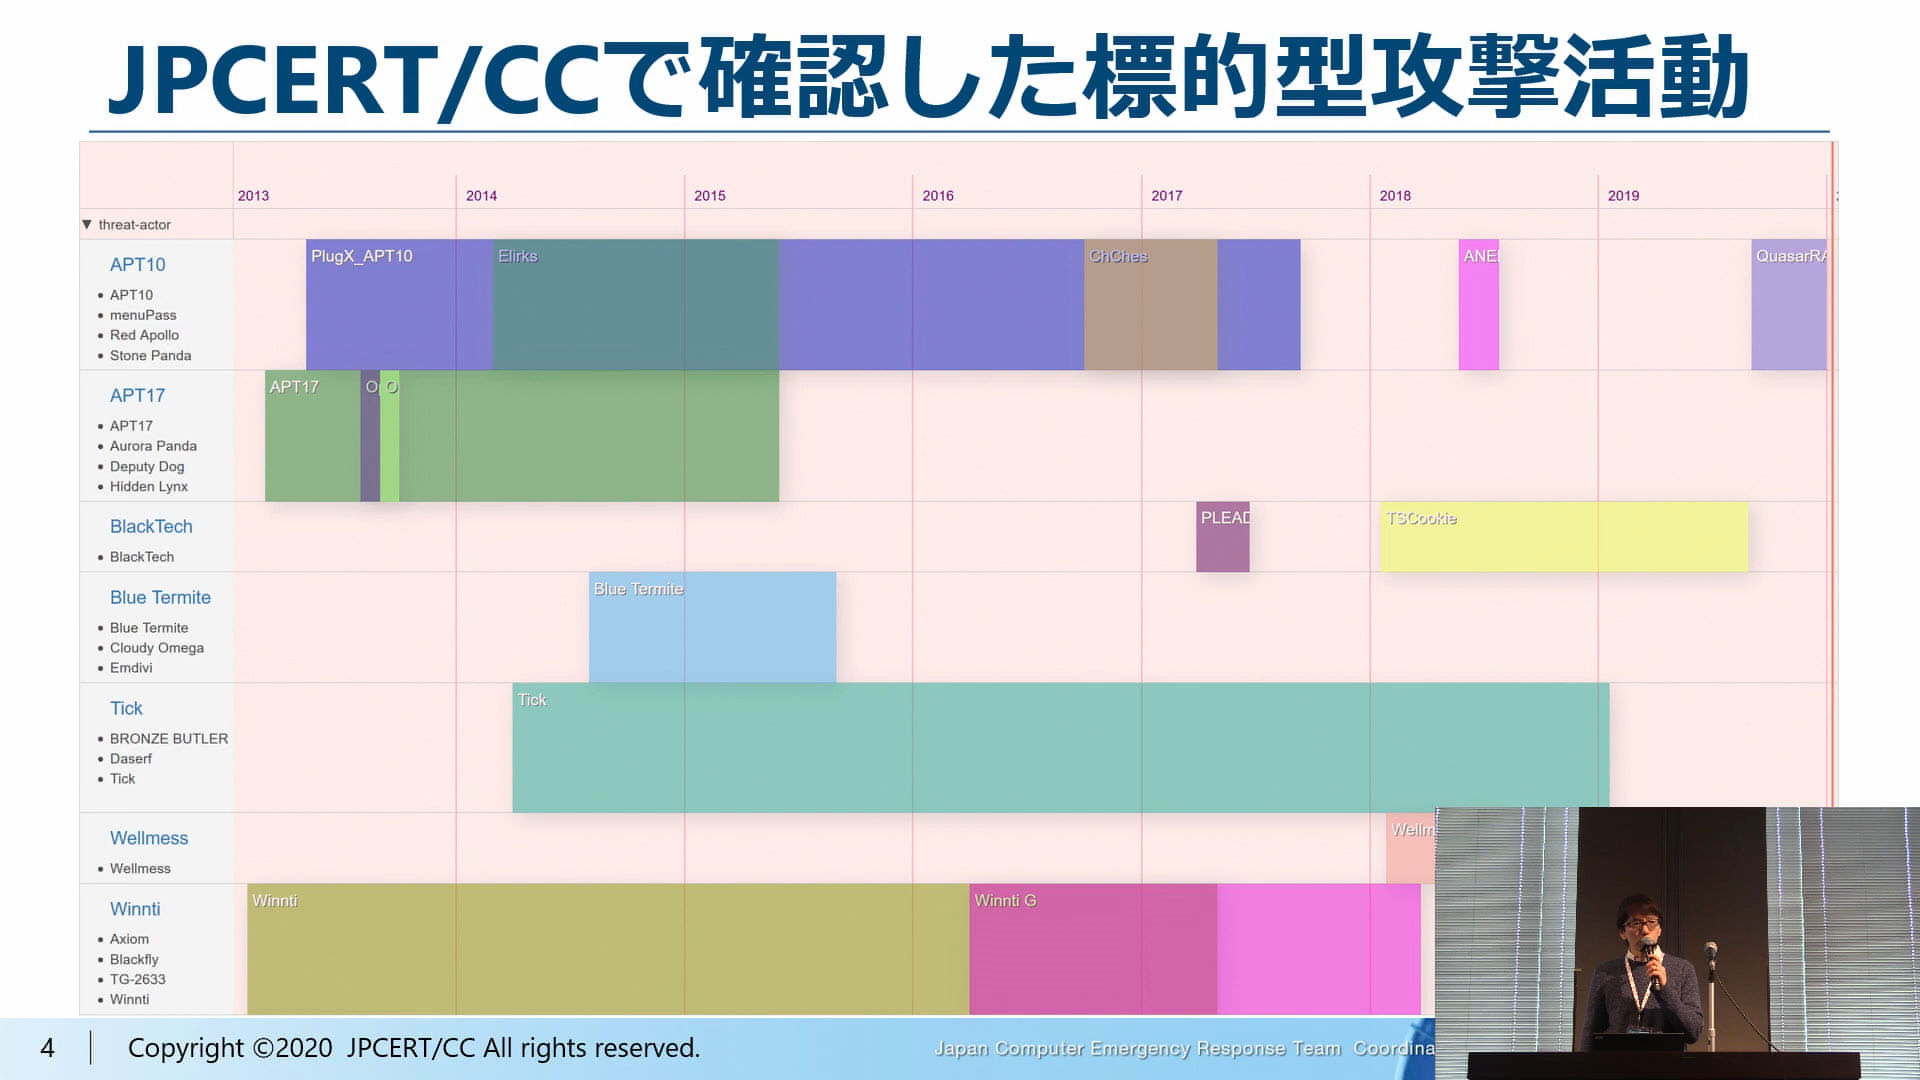 JPCERT/CCで確認した標的型攻撃活動
2013
2014
2015
2016
2017
2018
2019
▼ threat-actor
APT10
• APT10
• menuPass
• Red Apollo
• Stone Panda
PlugX_APT10
Elirks
ChChes
ANE
QuasarRA
APT17
• APT17
• Aurora Panda
• Deputy Dog
• Hidden Lynx
APT17
O
O
BlackTech
• BlackTech
PLEAD
TSCookie
Blue Termite
• Blue Termite
• Cloudy Omega
• Emdivi
Blue Termite
Tick
• BRONZE BUTLER
• Daserf
• Tick
Tick
Wellmess
• Wellmess
Wellm
Winnti
• Axiom
• Blackfly
• TG-2633
• Winnti
Winnti
Winnti G
4
Copyright ©2020 JPCERT/CC All rights reserved.
Japan Computer Emergency Response Team Coordina